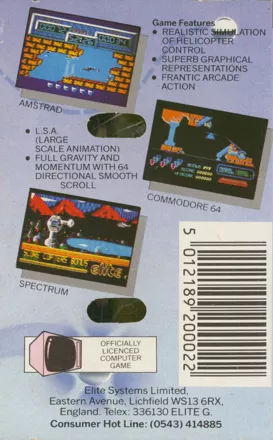 Game Features
• REALISTIC SIMULATION
OF HELICOPTER
CONTROL
• SUPERB GRAPHICAL
REPRESENTATIONS
• FRANTIC ARCADE
ACTION
AMSTRAD
• L.S.A.
(LARGE
SCALE ANIMATION)
• FULL GRAVITY AND
MOMENTUM WITH 64
DIRECTIONAL SMOOTH
SCROLL
COMMODORE 64
SPECTRUM
5 012189 200022
OFFICIALLY
LICENCED
COMPUTER
GAME
Elite Systems Limited,
Eastern Avenue, Lichfield WS13 6RX,
England. Telex: 336130 ELITE G.
Consumer Hot Line: (0543) 414885